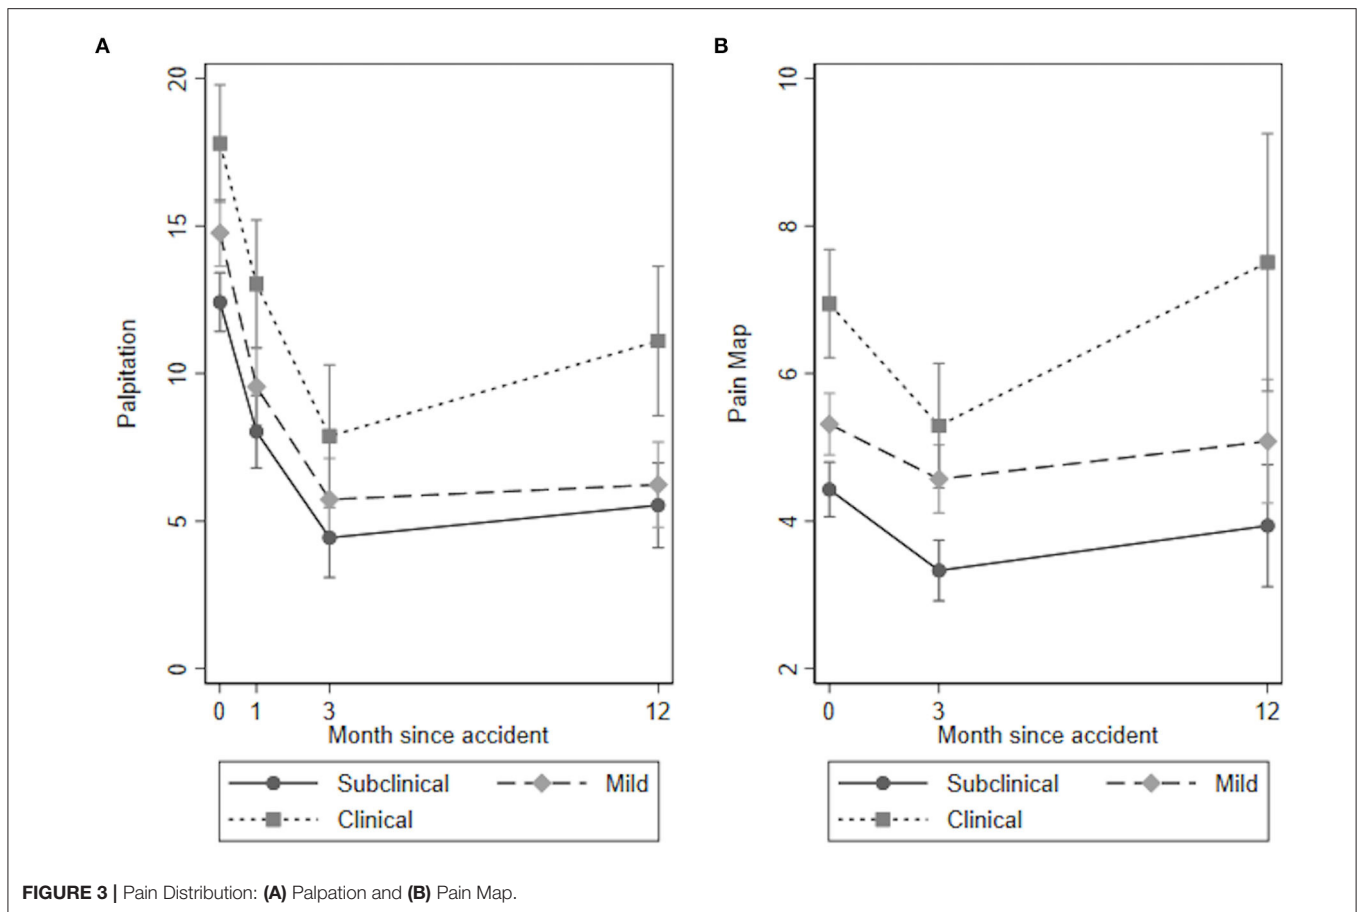 A
B
Palpitation
20
15
10
5
0
0 1 3 12
Month since accident
Subclinical Mild
Clinical
Pain Map
10
8
6
4
2
0 3 12
Month since accident
Subclinical Mild
Clinical
FIGURE 3 | Pain Distribution: (A) Palpation and (B) Pain Map.